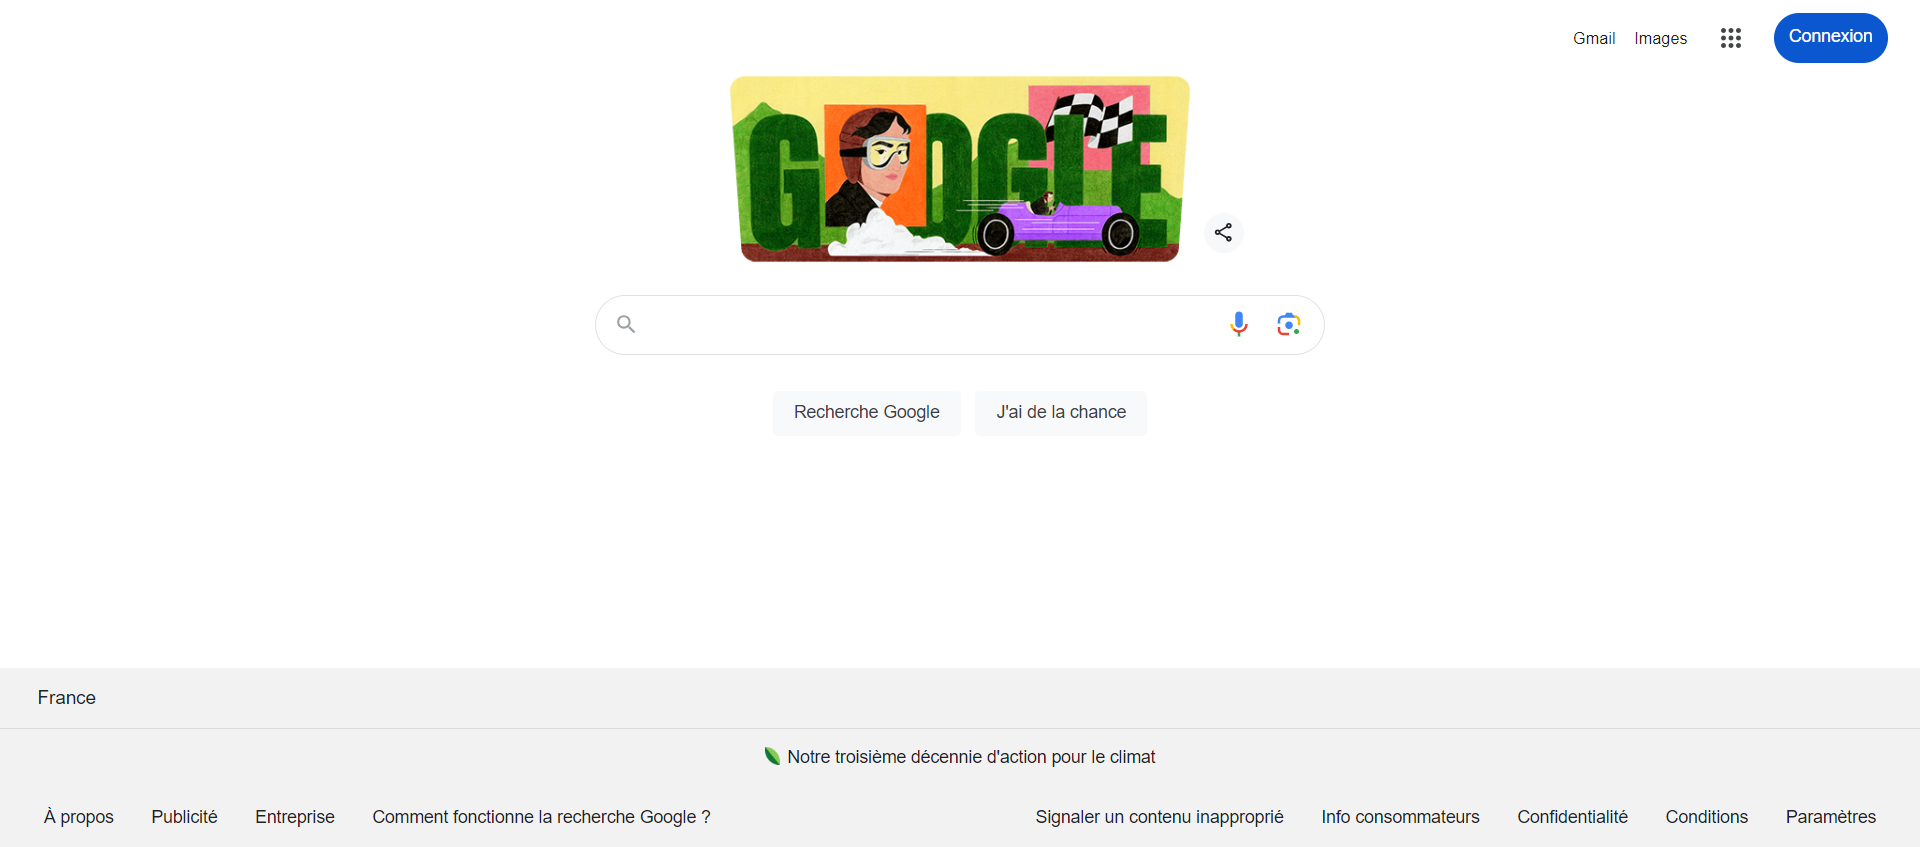 Gmail Images Connexion
GOOGLE
Recherche Google J'ai de la chance
France
Notre troisième décennie d'action pour le climat
À propos Publicité Entreprise Comment fonctionne la recherche Google ? Signaler un contenu inapproprié Info consommateurs Confidentialité Conditions Paramètres